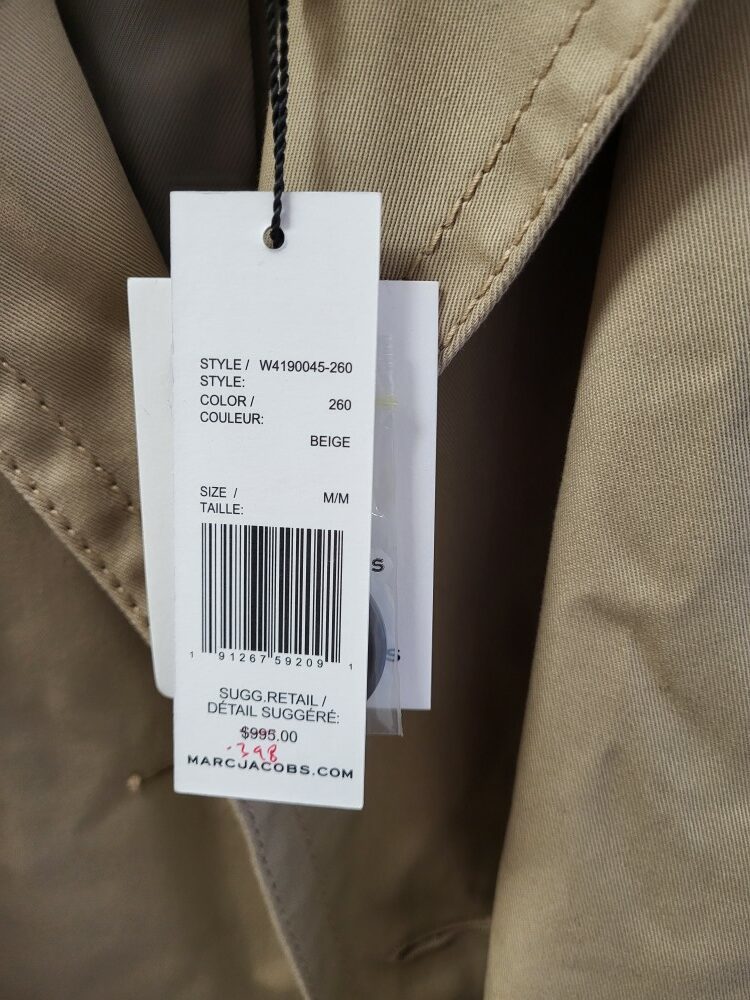 STYLE / W4190045-260
STYLE:
COLOR / 260
COULEUR:
BEIGE
SIZE / M/M
TAILLE:
1 91267 59209 1
SUGG.RETAIL /
DÉTAIL SUGGÉRÉ:
$995.00
398
MARCJACOBS.COM
S
S